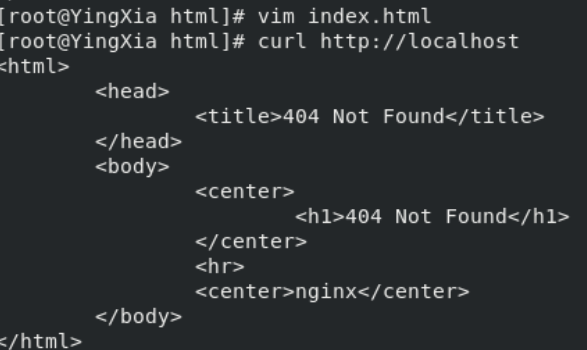 [root@YingXia html]# vim index.html
[root@YingXia html]# curl http://localhost
<html>
        <head>
                <title>404 Not Found</title>
        </head>
        <body>
                <center>
                        <h1>404 Not Found</h1>
                </center>
                <hr>
                <center>nginx</center>
        </body>
</html>